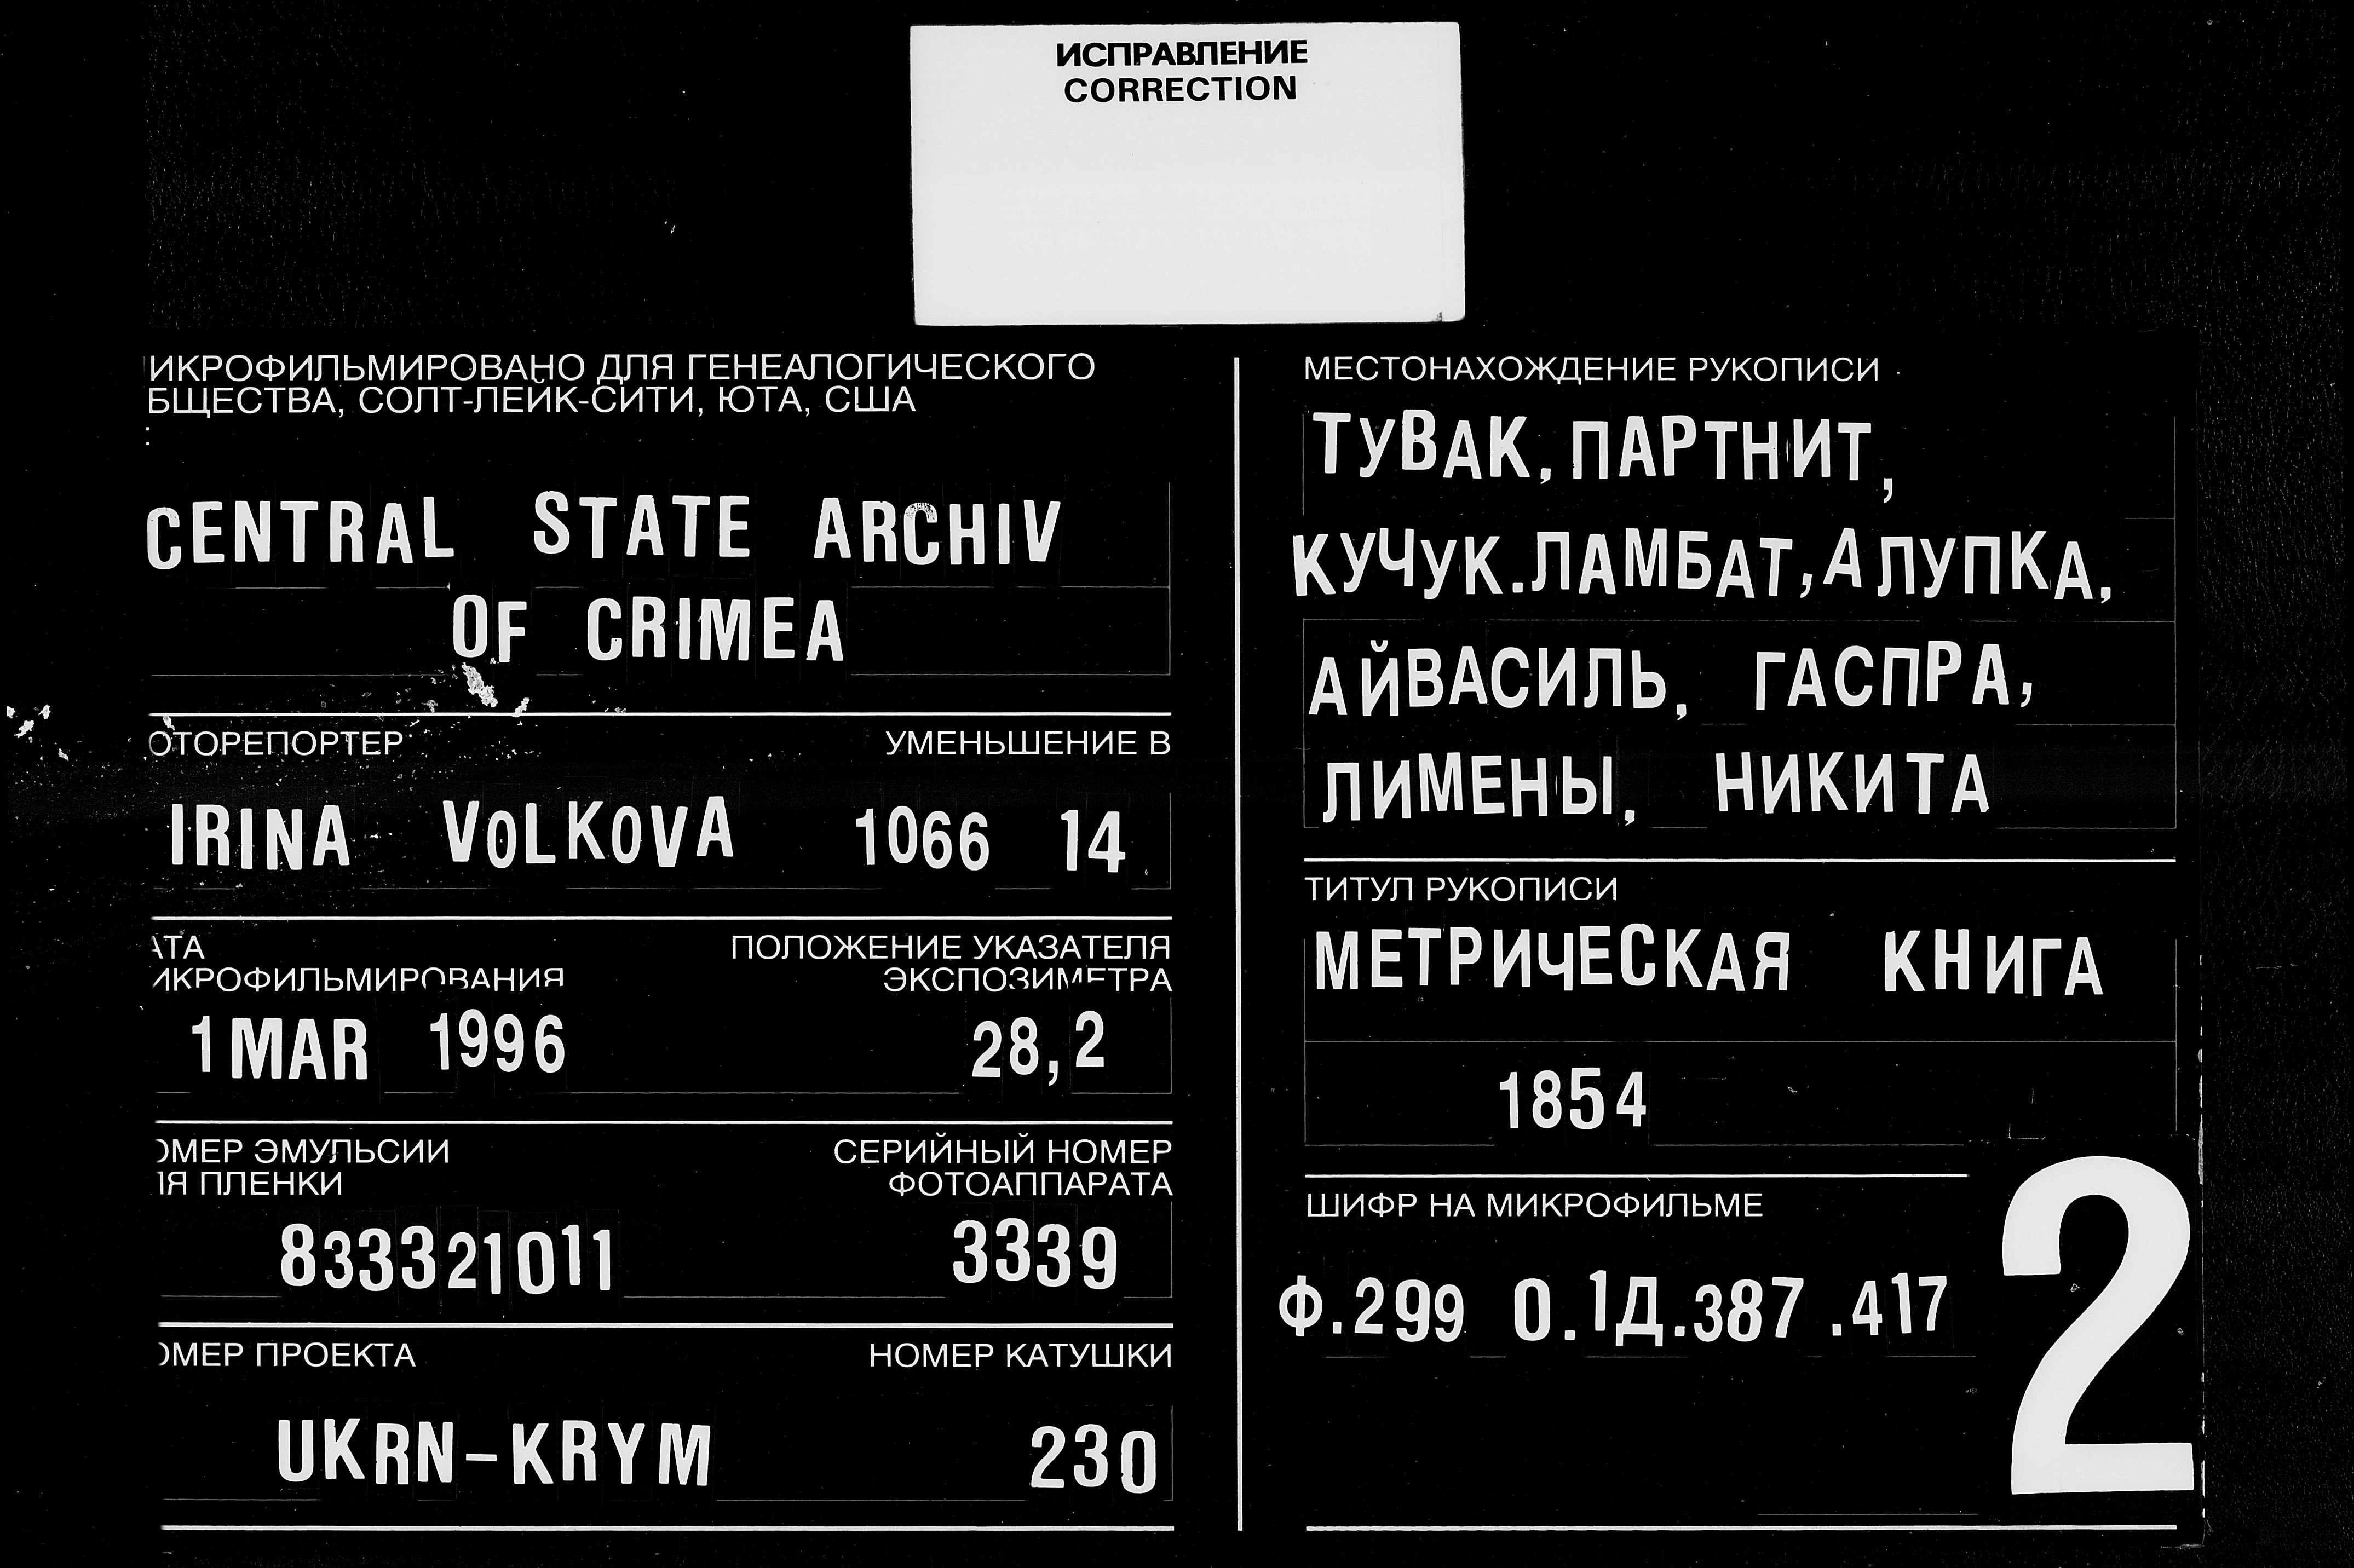 ИСПРАВЛЕНИЕ
CORRECTION
ИКРОФИЛЬМИРОВАНО ДЛЯ ГЕНЕАЛОГИЧЕСКОГО
БЩЕСТВА, СОЛТ-ЛЕЙК-СИТИ, ЮТА, США
:
CENTRAL STATE ARCHIV
OF CRIMEA
ОТОРЕПОРТЕР УМЕНЬШЕНИЕ В
IRINA VOLKOVA 1066 14
АТА ПОЛОЖЕНИЕ УКАЗАТЕЛЯ
ИКРОФИЛЬМИРОВАНИЯ ЭКСПОЗИМЕТРА
1 MAR 1996 28,2
ОМЕР ЭМУЛЬСИИ СЕРИЙНЫЙ НОМЕР
ЛЯ ПЛЕНКИ ФОТОАППАРАТА
833321011 3339
ОМЕР ПРОЕКТА НОМЕР КАТУШКИ
UKRN-KRYM 230
МЕСТОНАХОЖДЕНИЕ РУКОПИСИ
ТУВАК, ПАРТНИТ,
КУЧУК.ЛАМБАТ, АЛУПКА,
АЙВАСИЛЬ, ГАСПРА,
ЛИМЕНЫ, НИКИТА
ТИТУЛ РУКОПИСИ
МЕТРИЧЕСКАЯ КНИГА
1854
ШИФР НА МИКРОФИЛЬМЕ
Ф.299 О.1Д.387.417
2